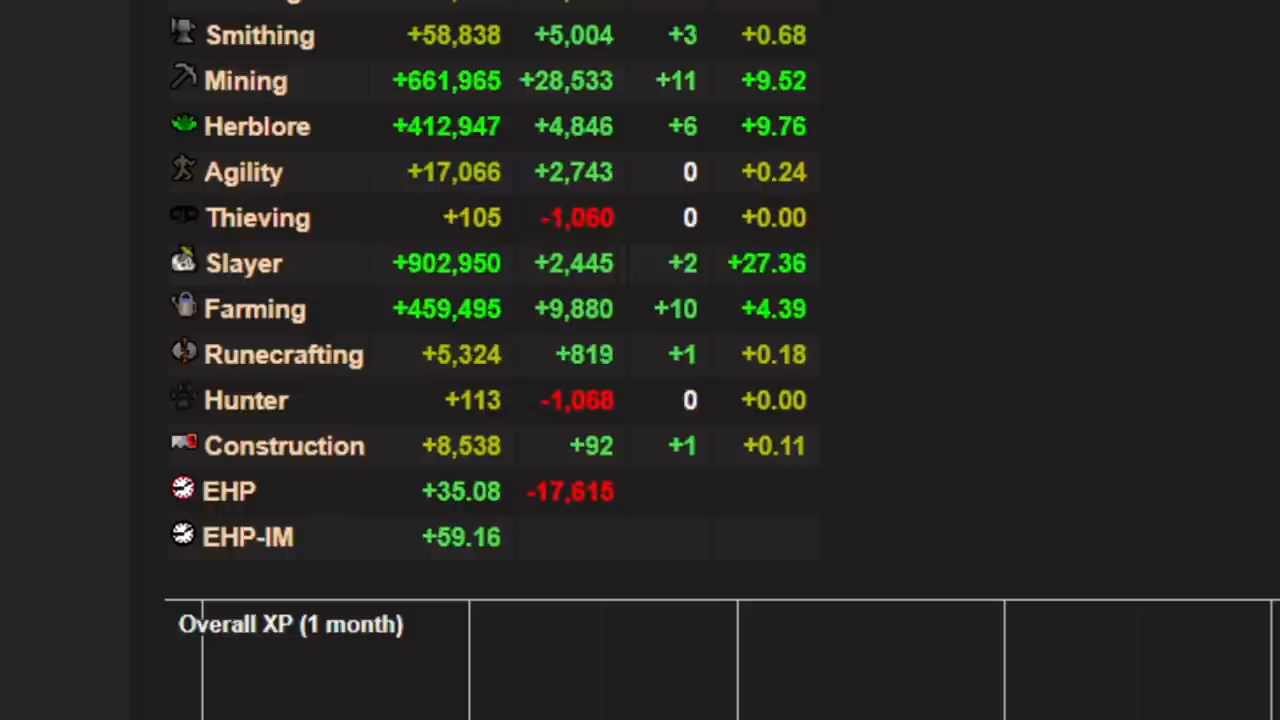 Smithing +58,838 +5,004 +3 +0.68
Mining +661,965 +28,533 +11 +9.52
Herblore +412,947 +4,846 +6 +9.76
Agility +17,066 +2,743 0 +0.24
Thieving +105 -1,060 0 +0.00
Slayer +902,950 +2,445 +2 +27.36
Farming +459,495 +9,880 +10 +4.39
Runecrafting +5,324 +819 +1 +0.18
Hunter +113 -1,068 0 +0.00
Construction +8,538 +92 +1 +0.11
EHP +35.08 -17,615
EHP-IM +59.16
Overall XP (1 month)